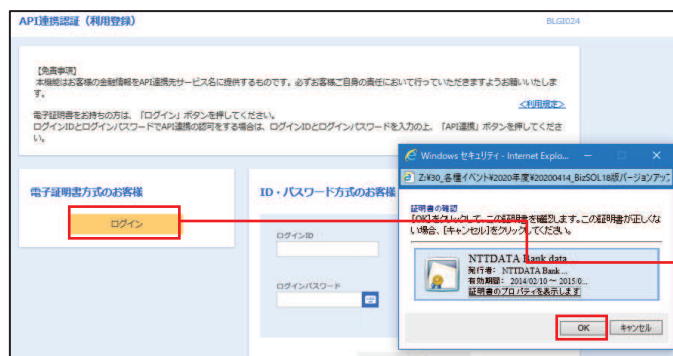 API連携認証（利用登録）
BLGI024
【免責事項】
本機能はお客様の金融情報をAPI連携先サービス名に提供するものです。必ずお客様ご自身の責任において行っていただきますようお願いいたしま
す。
<利用規定>
電子証明書をお持ちの方は、「ログイン」ボタンを押してください。
ログインIDとログインパスワードでAPI連携の認可をする場合は、ログインIDとログインパスワードを入力の上、「API連携」ボタンを押してくださ
い。
電子証明書方式のお客様
ログイン
ID・パスワード方式のお客様
ログインID
ログインパスワード
Windows セキュリティ - Internet Explo...
Z:¥30_各種イベント¥2020年度¥20200414_BizSOL18版バージョンアップ
証明書の確認
[OK]をクリックして、この証明書を確認します。この証明書が正しくな
い場合、[キャンセル]をクリックしてください。
NTTDATA Bank data
発行者: NTTDATA Bank ...
有効期間: 2014/02/10 ～ 2015/0...
証明書のプロパティを表示します
OK
キャンセル